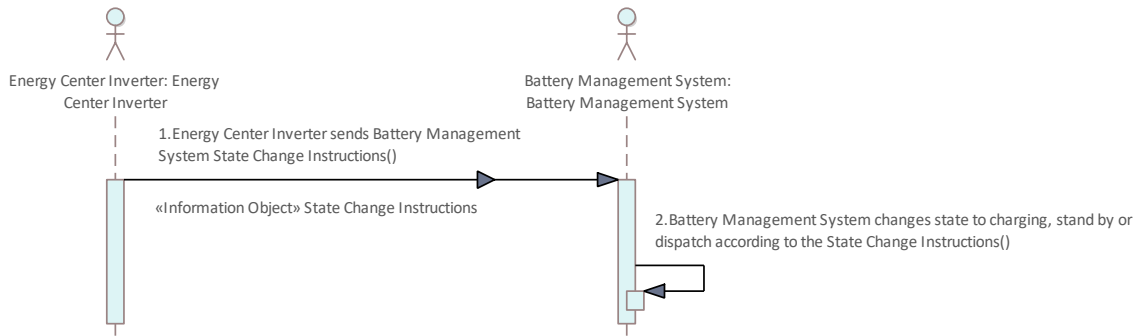 Energy Center Inverter: Energy
Center Inverter
Battery Management System:
Battery Management System
1.Energy Center Inverter sends Battery Management
System State Change Instructions()
«Information Object» State Change Instructions
2.Battery Management System changes state to charging, stand by or
dispatch according to the State Change Instructions()